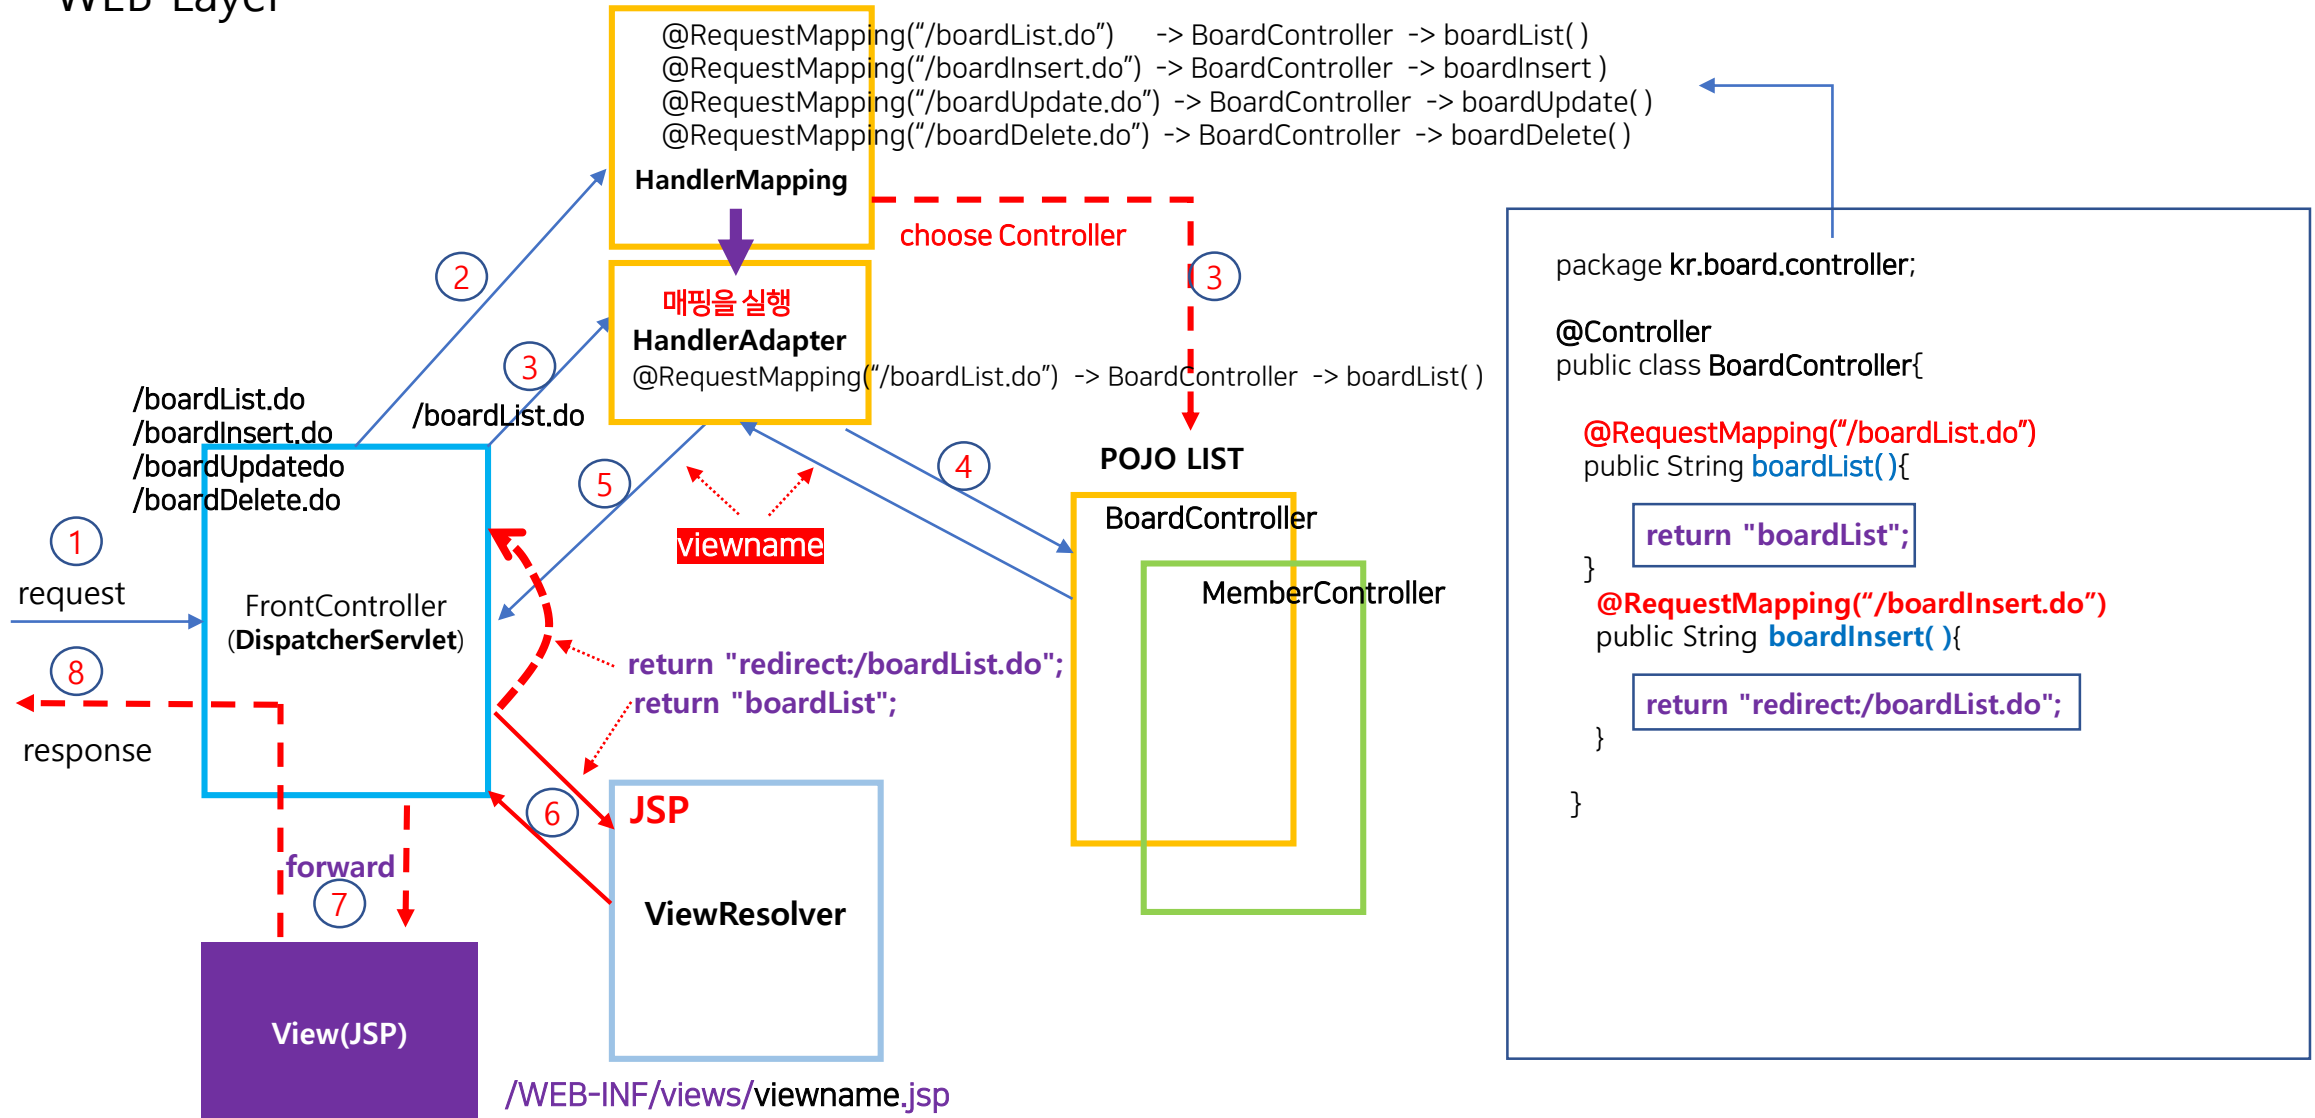 WEB Layer
@RequestMapping(“/boardList.do”) -> BoardController -> boardList( )
@RequestMapping(“/boardInsert.do”) -> BoardController -> boardInsert )
@RequestMapping(“/boardUpdate.do”) -> BoardController -> boardUpdate( )
@RequestMapping(“/boardDelete.do”) -> BoardController -> boardDelete( )
HandlerMapping
choose Controller
2
3
매핑을 실행
HandlerAdapter
@RequestMapping(“/boardList.do”) -> BoardController -> boardList( )
3
/boardList.do
/boardList.do
/boardInsert.do
/boardUpdatedo
/boardDelete.do
1
request
FrontController
(DispatcherServlet)
8
response
5
4
viewname
POJO LIST
BoardController
MemberController
return "redirect:/boardList.do";
return "boardList";
6
JSP
ViewResolver
forward
7
View(JSP)
/WEB-INF/views/viewname.jsp
package kr.board.controller;
@Controller
public class BoardController{
@RequestMapping(“/boardList.do”)
public String boardList( ){
return "boardList";
}
@RequestMapping(“/boardInsert.do”)
public String boardInsert( ){
return "redirect:/boardList.do";
}
}